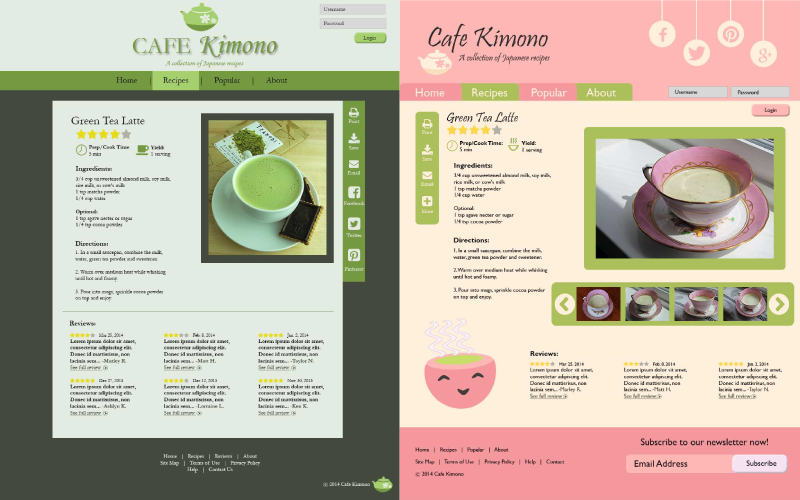 CAFE Kimono
A collection of Japanese recipes
Username
Password
Login
Home | Recipes | Popular | About
Green Tea Latte
Prep/Cook Time:
5 min
Yield:
1 serving
Ingredients:
3/4 cup unsweetened almond milk, soy milk,
rice milk, or cow's milk
1 tsp matcha powder
1/4 cup water
Optional:
1 tsp agave nectar or sugar
1/4 tsp cocoa powder
Directions:
1. In a small saucepan, combine the milk,
water, green tea powder and sweetener.
2. Warm over medium heat while whisking
until hot and foamy.
3. Pour into mugs, sprinkle cocoa powder
on top and enjoy.
Print
Save
Email
Facebook
Twitter
Pinterest
Reviews:
Mar 25, 2014
Lorem ipsum dolor sit amet,
consectetur adipiscing elit.
Donec id mattisinus, non
lacinia sem... -Marley R.
See full review
Feb. 8, 2014
Lorem ipsum dolor sit amet,
consectetur adipiscing elit.
Donec id mattisinus, non
lacinia sem... -Matt H.
See full review
Jan. 2, 2014
Lorem ipsum dolor sit amet,
consectetur adipiscing elit.
Donec id mattisinus, non
lacinia sem... -Taylor N.
See full review
Dec 27, 2013
Lorem ipsum dolor sit amet,
consectetur adipiscing elit.
Donec id mattisinus, non
lacinia sem... -Ashlyn K.
See full review
Dec 12, 2013
Lorem ipsum dolor sit amet,
consectetur adipiscing elit.
Donec id mattisinus, non
lacinia sem... -Lorraine L.
See full review
Nov 30, 2013
Lorem ipsum dolor sit amet,
consectetur adipiscing elit.
Donec id mattisinus, non
lacinia sem... -Ken K.
See full review
Home | Recipes | Reviews | About
Site Map | Terms of Use | Privacy Policy
Help | Contact Us
© 2014 Cafe Kimono
Cafe Kimono
A collection of Japanese recipes
Home Recipes Popular About
Username
Password
Login
Print
Save
Email
Share
Green Tea Latte
Prep/Cook Time:
5 min
Yield:
1 serving
Ingredients:
3/4 cup unsweetened almond milk, soy milk,
rice milk, or cow's milk
1 tsp matcha powder
1/4 cup water
Optional:
1 tsp agave nectar or sugar
1/4 tsp cocoa powder
Directions:
1. In a small saucepan, combine the milk,
water, green tea powder and sweetener.
2. Warm over medium heat while whisking
until hot and foamy.
3. Pour into mugs, sprinkle cocoa powder
on top and enjoy.
Reviews:
Mar 25, 2014
Lorem ipsum dolor sit amet,
consectetur adipiscing elit.
Donec id mattisinus, non
lacinia sem... -Marley R.
See full review
Feb. 8, 2014
Lorem ipsum dolor sit amet,
consectetur adipiscing elit.
Donec id mattisinus, non
lacinia sem... -Matt H.
See full review
Jan. 2, 2014
Lorem ipsum dolor sit amet,
consectetur adipiscing elit.
Donec id mattisinus, non
lacinia sem... -Taylor N.
See full review
Home | Recipes | Popular | About
Site Map | Terms of Use | Privacy Policy | Help | Contact
© 2014 Cafe Kimono
Subscribe to our newsletter now!
Email Address
Subscribe